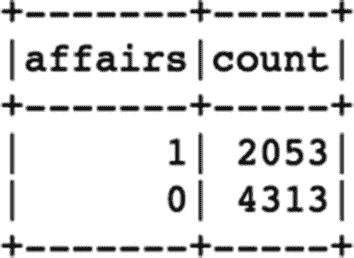 +--------+-----+
|affairs|count|
+--------+-----+
|      1| 2053|
|      0| 4313|
+--------+-----+